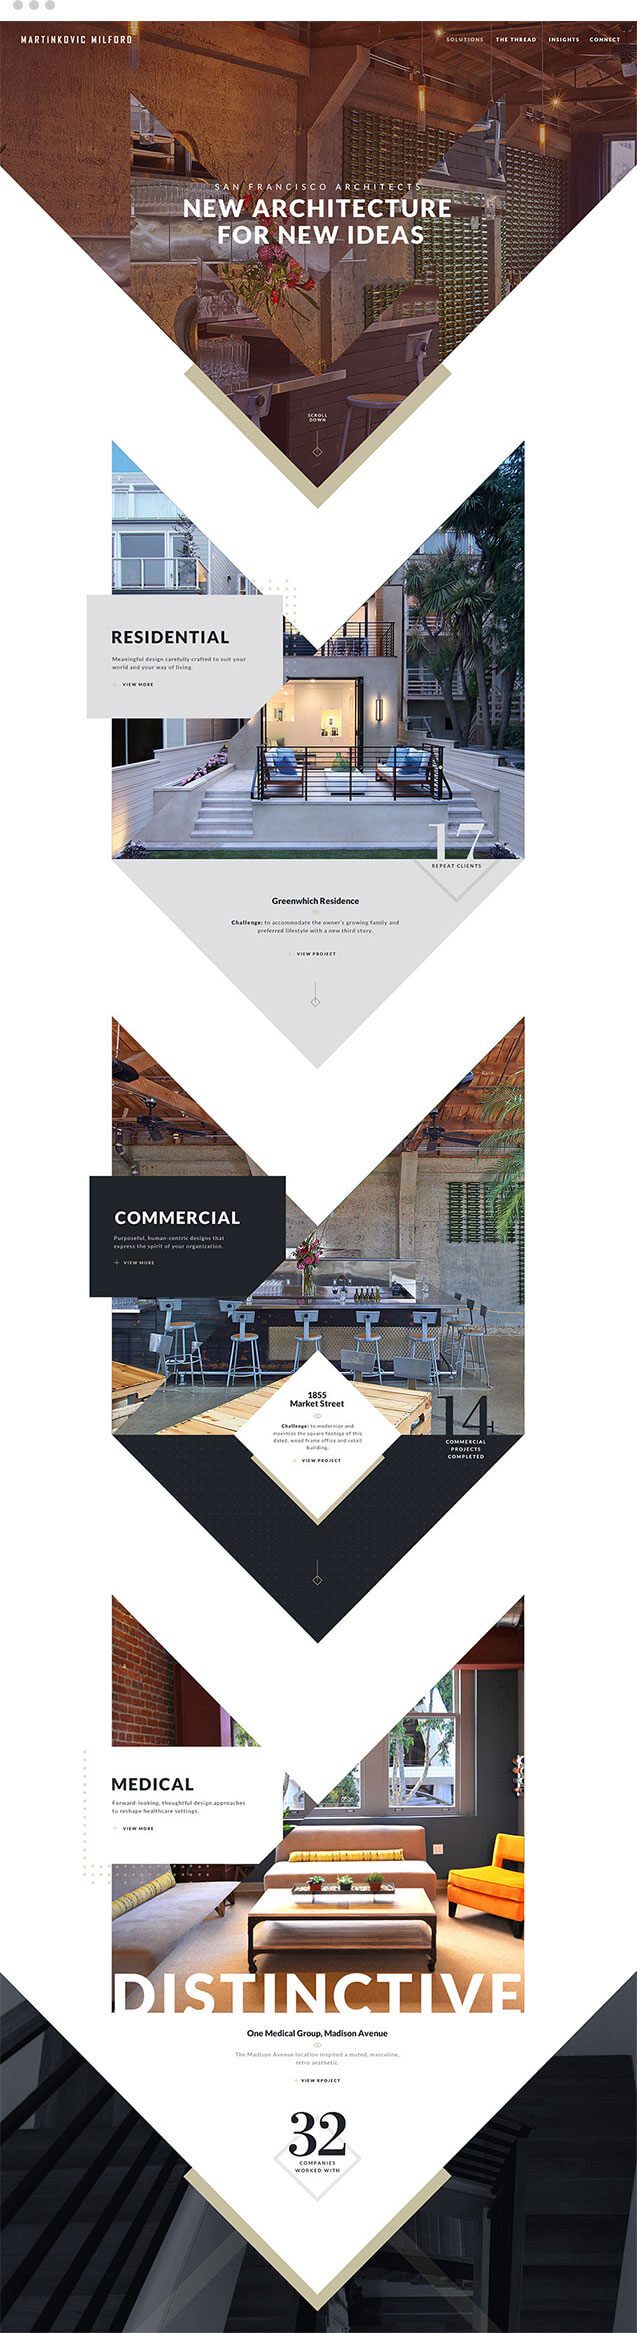 MARTINKOVIC MILFORD
SOLUTIONS THE THREAD INSIGHTS CONNECT
SAN FRANCISCO ARCHITECTS
NEW ARCHITECTURE
FOR NEW IDEAS
SCROLL
DOWN
RESIDENTIAL
Meaningful design carefully crafted to suit your
world and your way of living.
VIEW MORE
17
REPEAT CLIENTS
Greenwhich Residence
Challenge: to accommodate the owner's growing family and
preferred lifestyle with a new third story.
VIEW PROJECT
COMMERCIAL
Purposeful, human-centric designs that
express the spirit of your organization.
+ VIEW MORE
1855
Market Street
Challenge: to modernize and
maximize the square footage of this
dated, wood frame office and retail
building.
VIEW PROJECT
14
COMMERCIAL
PROJECTS
COMPLETED
MEDICAL
Forward-looking, thoughtful design approaches
to reshape healthcare settings.
VIEW MORE
DISTINCTIVE
One Medical Group, Madison Avenue
The Madison Avenue location inspired a muted, masculine,
retro aesthetic.
+ VIEW RPOJECT
32
COMPANIES
WORKED WITH